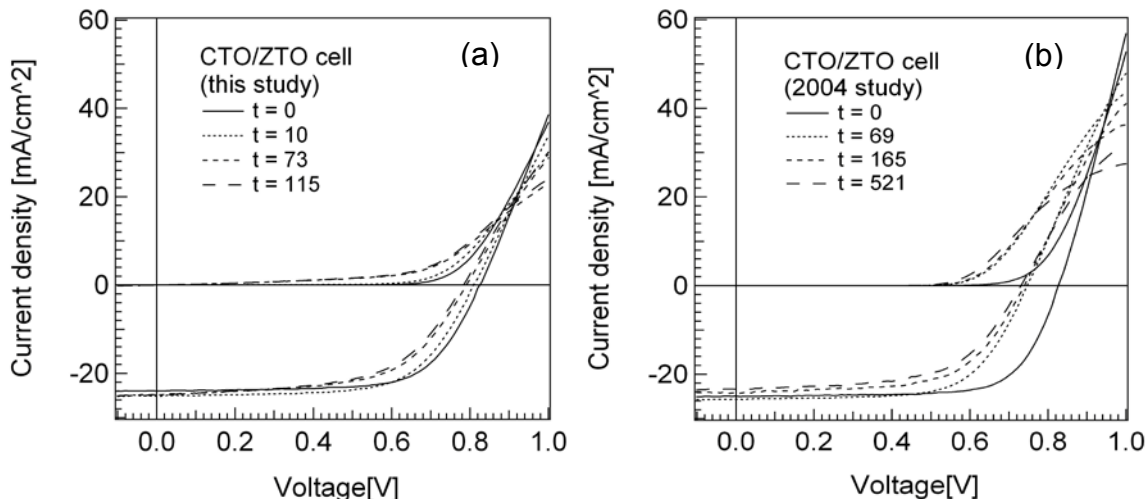 60
40
20
0
-20
Current density [mA/cm^2]
(a)
CTO/ZTO cell
(this study)
t = 0
t = 10
t = 73
t = 115
0.0 0.2 0.4 0.6 0.8 1.0
Voltage[V]
60
40
20
0
-20
Current density [mA/cm^2]
(b)
CTO/ZTO cell
(2004 study)
t = 0
t = 69
t = 165
t = 521
0.0 0.2 0.4 0.6 0.8 1.0
Voltage[V]